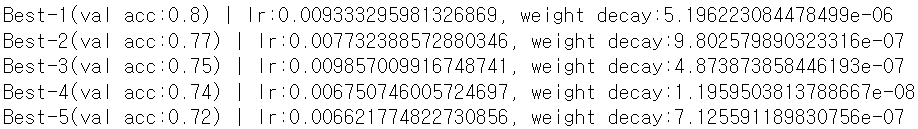 Best-1(val acc:0.8) | lr:0.009333295981326869, weight decay:5.196223084478499e-06
Best-2(val acc:0.77) | lr:0.007732388572880346, weight decay:9.802579890323316e-07
Best-3(val acc:0.75) | lr:0.009857009916748741, weight decay:4.873873858446193e-07
Best-4(val acc:0.74) | lr:0.006750746005724697, weight decay:1.1959503813788667e-08
Best-5(val acc:0.72) | lr:0.006621774822730856, weight decay:7.125591189830756e-07